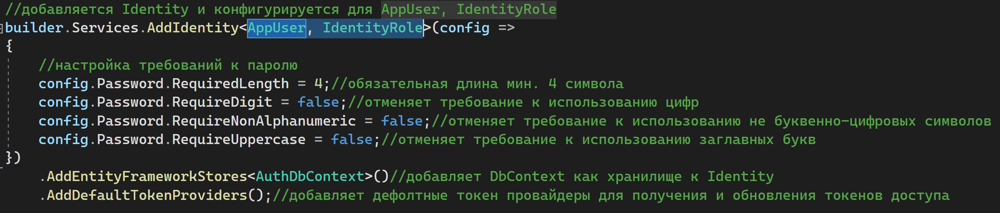 //добавляется Identity и конфигурируется для AppUser, IdentityRole
builder.Services.AddIdentity<AppUser, IdentityRole>(config =>
{
    //настройка требований к паролю
    config.Password.RequiredLength = 4;//обязательная длина мин. 4 символа
    config.Password.RequireDigit = false;//отменяет требование к использованию цифр
    config.Password.RequireNonAlphanumeric = false;//отменяет требование к использованию не буквенно-цифровых символов
    config.Password.RequireUppercase = false;//отменяет требование к использованию заглавных букв
})
    .AddEntityFrameworkStores<AuthDbContext>()//добавляет DbContext как хранилище к Identity
    .AddDefaultTokenProviders();//добавляет дефолтные токен провайдеры для получения и обновления токенов доступа